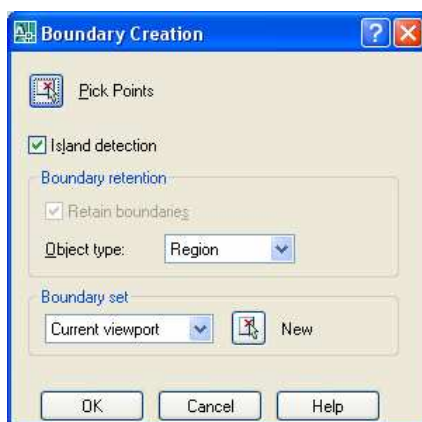 Boundary Creation
Pick Points
Island detection
Boundary retention
Retain boundaries
Object type: Region
Boundary set
Current viewport New
OK Cancel Help